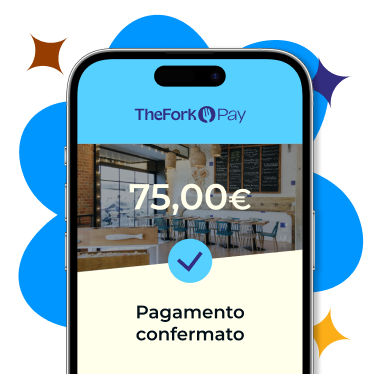 TheFork Pay
75,00€
Pagamento
confermato